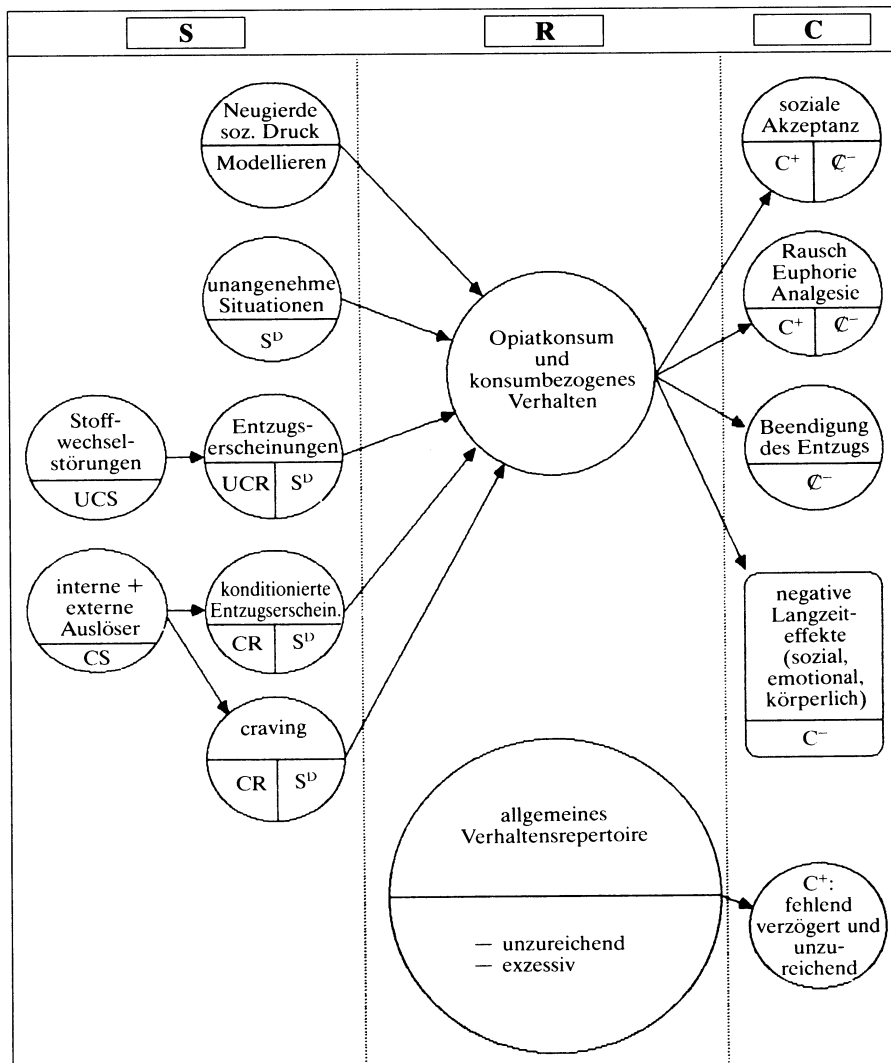 S
R
C
Neugierde
soz. Druck
Modellieren
unangenehme
Situationen
S^D
Stoff-
wechsel-
störungen
UCS
Entzugs-
erscheinungen
UCR S^D
interne +
externe
Auslöser
CS
konditionierte
Entzugserschein.
CR S^D
craving
CR S^D
Opiatkonsum
und
konsumbezogenes
Verhalten
allgemeines
Verhaltensrepertoire
— unzureichend
— exzessiv
soziale
Akzeptanz
C⁺ ₵⁻
Rausch
Euphorie
Analgesie
C⁺ ₵⁻
Beendigung
des Entzugs
₵⁻
negative
Langzeit-
effekte
(sozial,
emotional,
körperlich)
C⁻
C⁺:
fehlend
verzögert und
unzu-
reichend